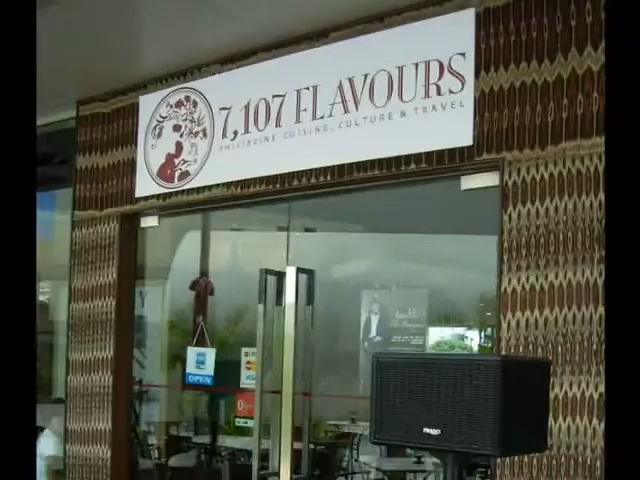 7,107 FLAVOURS
PHILIPPINE CUISINE, CULTURE & TRAVEL
OPEN